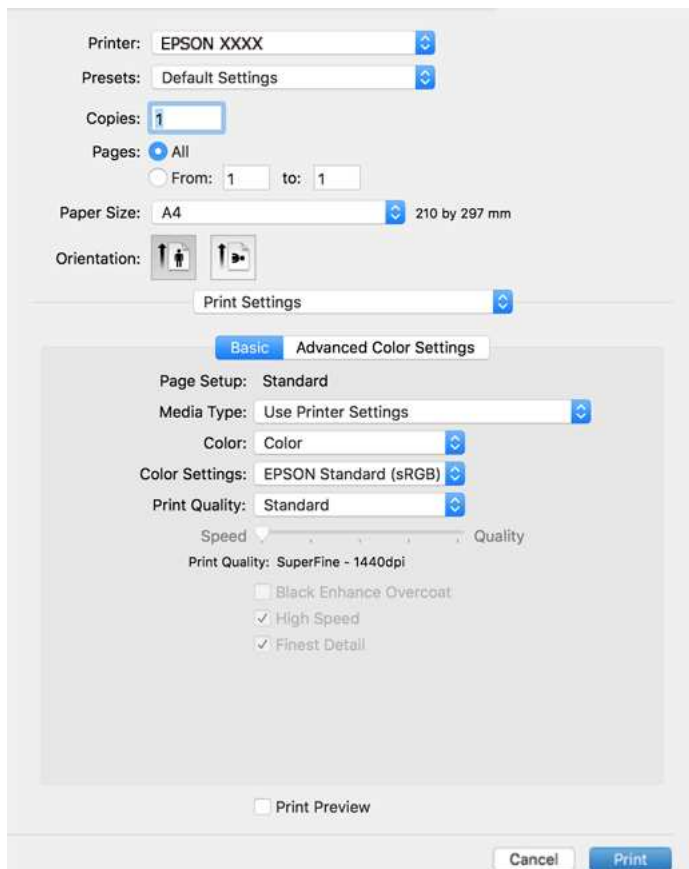 Printer: EPSON XXXX
Presets: Default Settings
Copies: 1
Pages: All
From: 1 to: 1
Paper Size: A4 210 by 297 mm
Orientation:
Print Settings
Basic Advanced Color Settings
Page Setup: Standard
Media Type: Use Printer Settings
Color: Color
Color Settings: EPSON Standard (sRGB)
Print Quality: Standard
Speed Quality
Print Quality: SuperFine - 1440dpi
Black Enhance Overcoat
High Speed
Finest Detail
Print Preview
Cancel Print